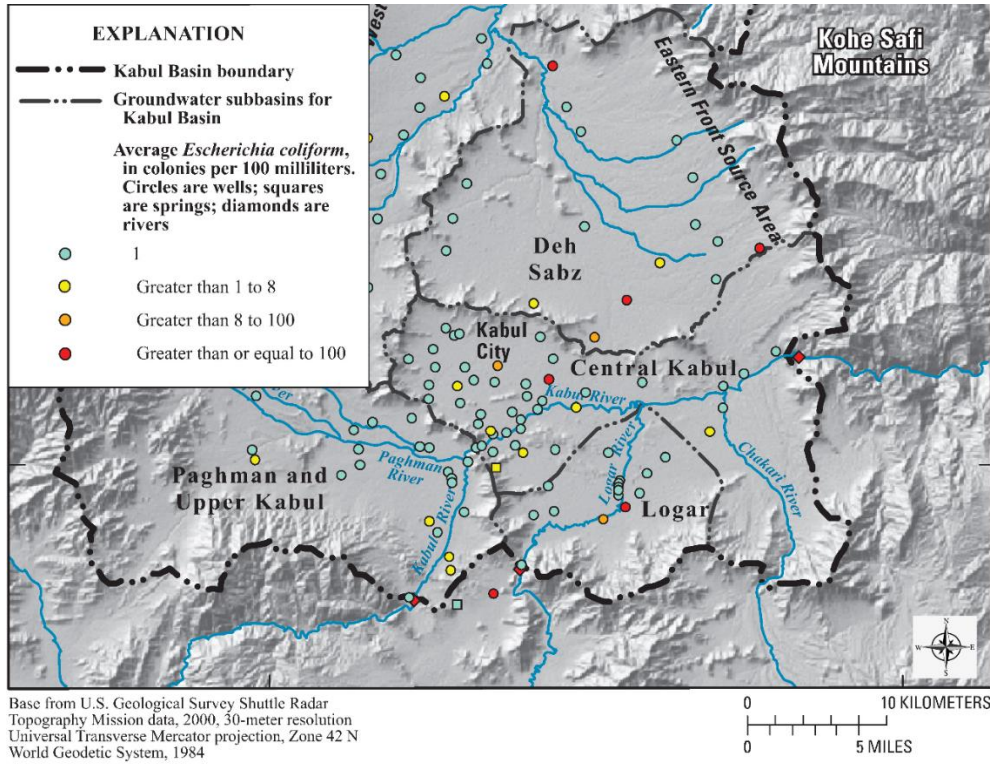 EXPLANATION
Kabul Basin boundary
Groundwater subbasins for
Kabul Basin
Average Escherichia coliform,
in colonies per 100 milliliters.
Circles are wells; squares
are springs; diamonds are
rivers
1
Greater than 1 to 8
Greater than 8 to 100
Greater than or equal to 100
West
Kohe Safi
Mountains
Eastern Front Source Area
Deh
Sabz
Kabul
City
Central Kabul
Kabul River
River
Paghman
River
Paghman and
Upper Kabul
Kabul River
Logar River
Logar
Chakari River
N
W
E
S
Base from U.S. Geological Survey Shuttle Radar
Topography Mission data, 2000, 30-meter resolution
Universal Transverse Mercator projection, Zone 42 N
World Geodetic System, 1984
0 10 KILOMETERS
0 5 MILES